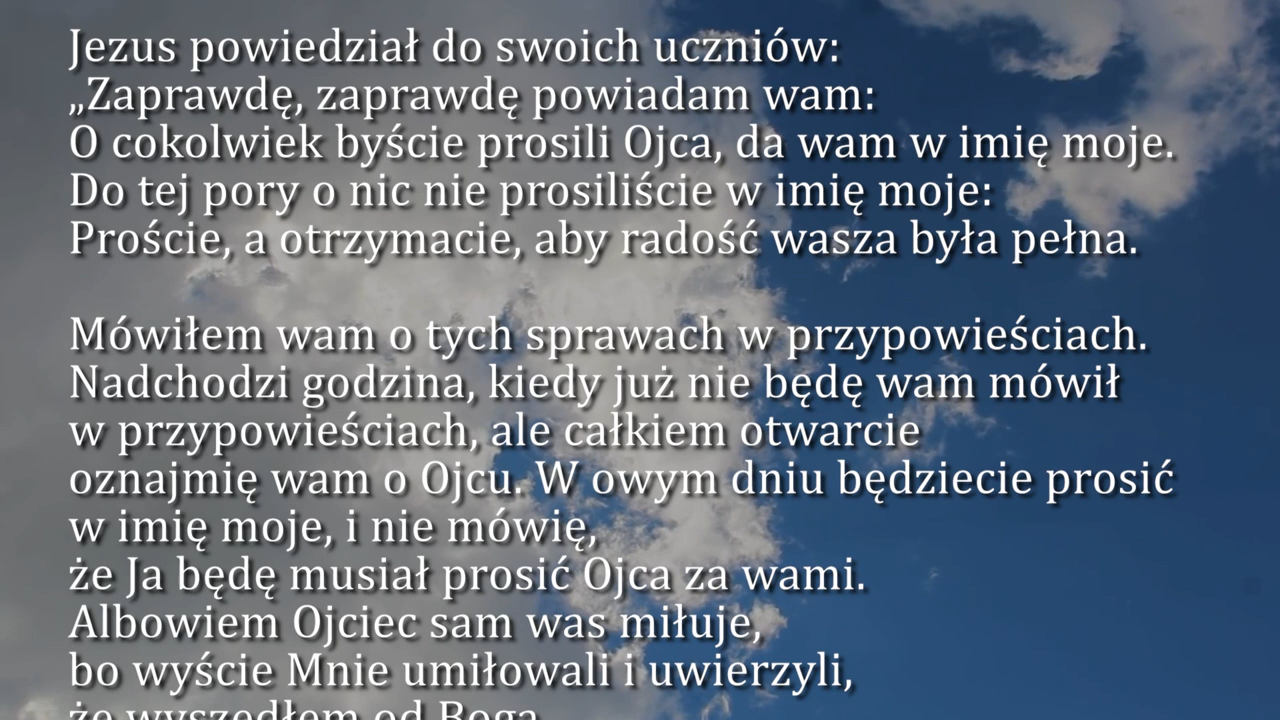 Jezus powiedział do swoich uczniów:
„Zaprawdę, zaprawdę powiadam wam:
O cokolwiek byście prosili Ojca, da wam w imię moje.
Do tej pory o nic nie prosiliście w imię moje:
Proście, a otrzymacie, aby radość wasza była pełna.
Mówiłem wam o tych sprawach w przypowieściach.
Nadchodzi godzina, kiedy już nie będę wam mówił
w przypowieściach, ale całkiem otwarcie
oznajmię wam o Ojcu. W owym dniu będziecie prosić
w imię moje, i nie mówię,
że Ja będę musiał prosić Ojca za wami.
Albowiem Ojciec sam was miłuje,
bo wyście Mnie umiłowali i uwierzyli,
że wyszedłem od Boga